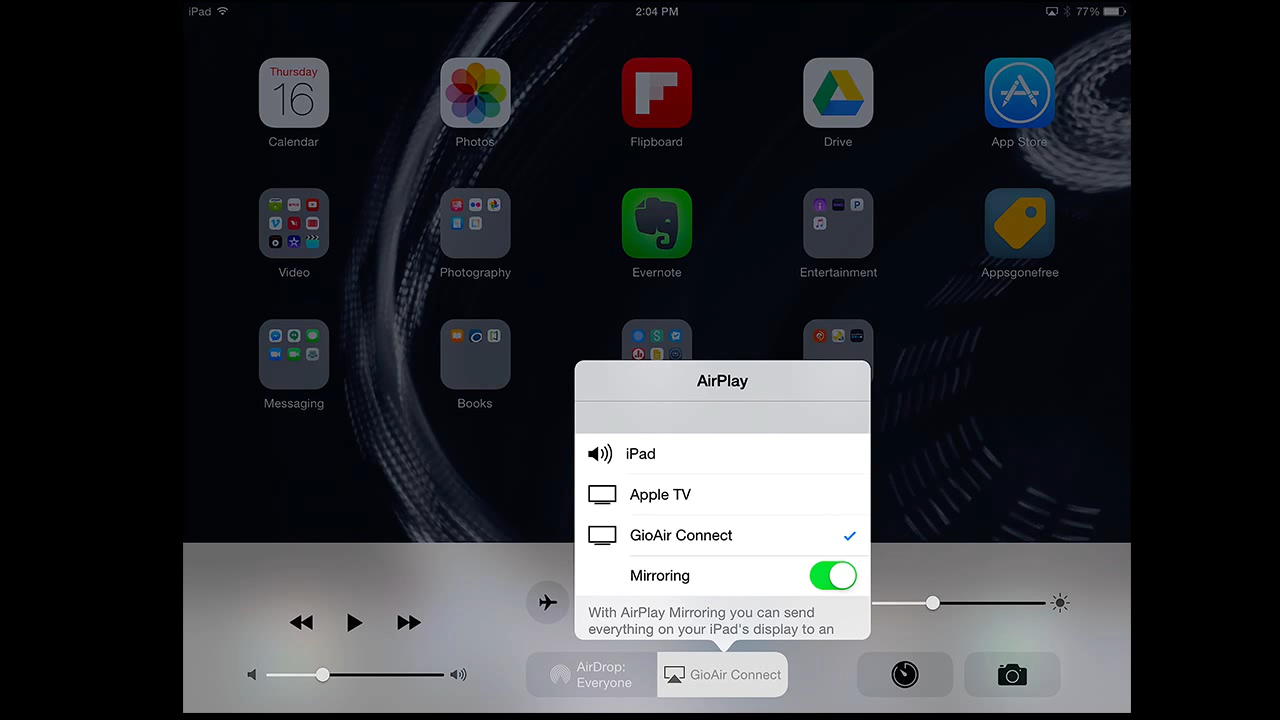 iPad
2:04 PM
77%
Thursday
16
Calendar
Photos
Flipboard
Drive
App Store
Video
Photography
Evernote
Entertainment
Appsgonefree
Messaging
Books
AirPlay
iPad
Apple TV
GioAir Connect
Mirroring
With AirPlay Mirroring you can send
everything on your iPad's display to an
AirDrop:
Everyone
GioAir Connect